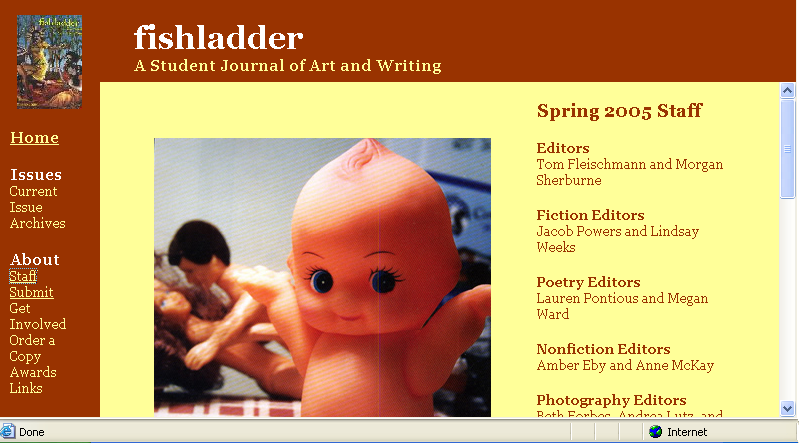 fishladder
fishladder
A Student Journal of Art and Writing
Home
Issues
Current
Issue
Archives
About
Staff
Submit
Get
Involved
Order a
Copy
Awards
Links
Spring 2005 Staff
Editors
Tom Fleischmann and Morgan
Sherburne
Fiction Editors
Jacob Powers and Lindsay
Weeks
Poetry Editors
Lauren Pontious and Megan
Ward
Nonfiction Editors
Amber Eby and Anne McKay
Photography Editors
Beth Forbes, Andrea Lutz, and
Done
Internet